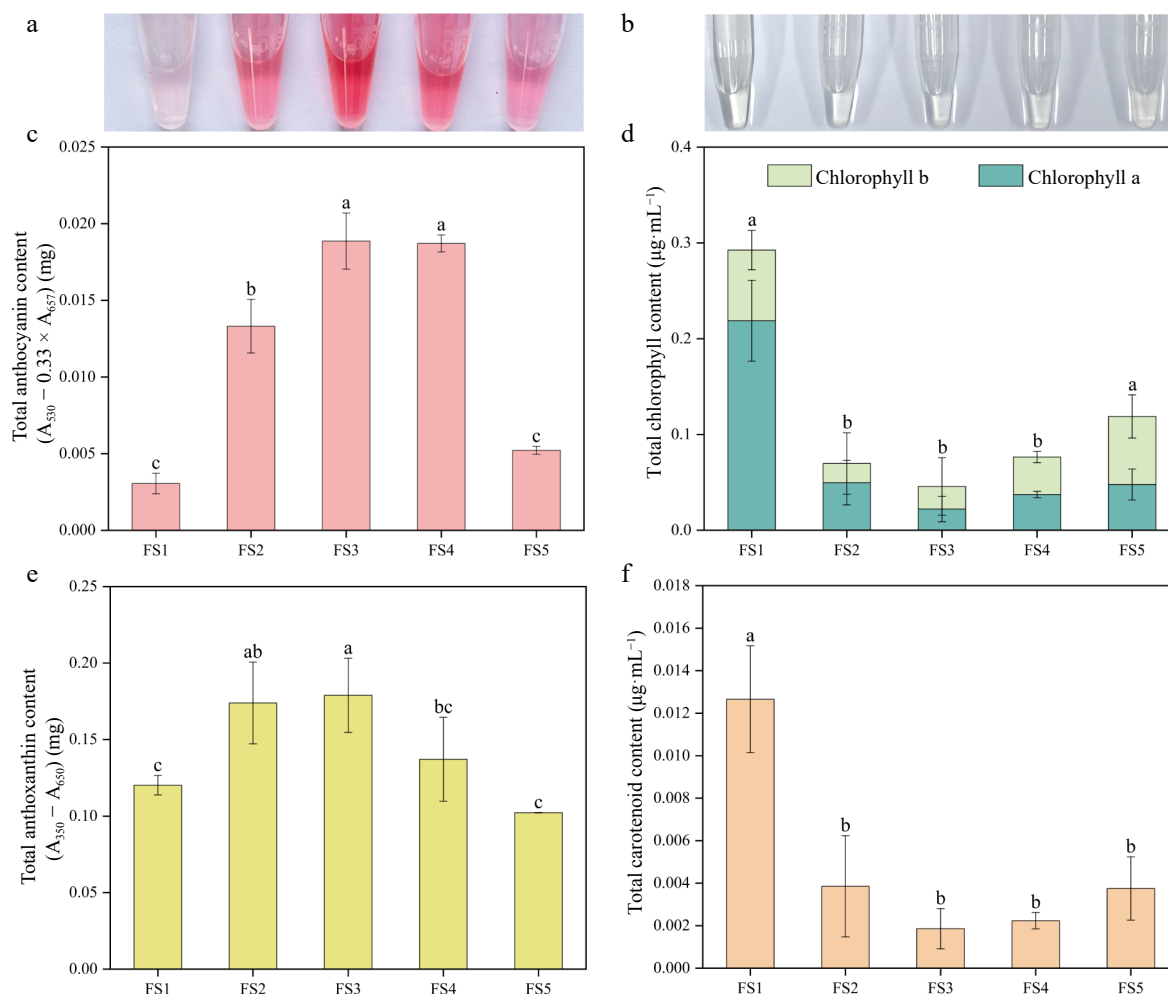 a
b
c
Total anthocyanin content
(A₅₃₀ − 0.33 × A₆₅₇) (mg)
0.025
0.020
0.015
0.010
0.005
0.000
c
b
a
a
c
FS1 FS2 FS3 FS4 FS5
d
Total chlorophyll content (μg·mL⁻¹)
0.4
0.3
0.2
0.1
0.0
Chlorophyll b Chlorophyll a
a
b
b
b
a
FS1 FS2 FS3 FS4 FS5
e
Total anthoxanthin content
(A₃₅₀ − A₆₅₀) (mg)
0.25
0.20
0.15
0.10
0.05
0.00
c
ab
a
bc
c
FS1 FS2 FS3 FS4 FS5
f
Total carotenoid content (μg·mL⁻¹)
0.018
0.016
0.014
0.012
0.010
0.008
0.006
0.004
0.002
0.000
a
b
b
b
b
FS1 FS2 FS3 FS4 FS5